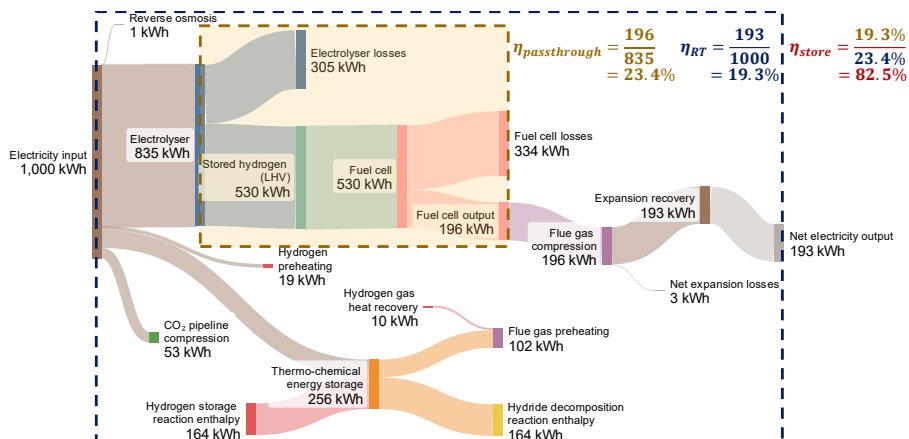 Reverse osmosis
1 kWh
Electrolyser losses
305 kWh
η_passthrough = 196/835
= 23.4%
η_RT = 193/1000
= 19.3%
η_store = 19.3%/23.4%
= 82.5%
Electricity input
1,000 kWh
Electrolyser
835 kWh
Stored hydrogen
(LHV)
530 kWh
Fuel cell
530 kWh
Fuel cell losses
334 kWh
Fuel cell output
196 kWh
Flue gas
compression
196 kWh
Expansion recovery
193 kWh
Net electricity output
193 kWh
Net expansion losses
3 kWh
Hydrogen
preheating
19 kWh
CO₂ pipeline
compression
53 kWh
Hydrogen gas
heat recovery
10 kWh
Flue gas preheating
102 kWh
Thermo-chemical
energy storage
256 kWh
Hydrogen storage
reaction enthalpy
164 kWh
Hydride decomposition
reaction enthalpy
164 kWh